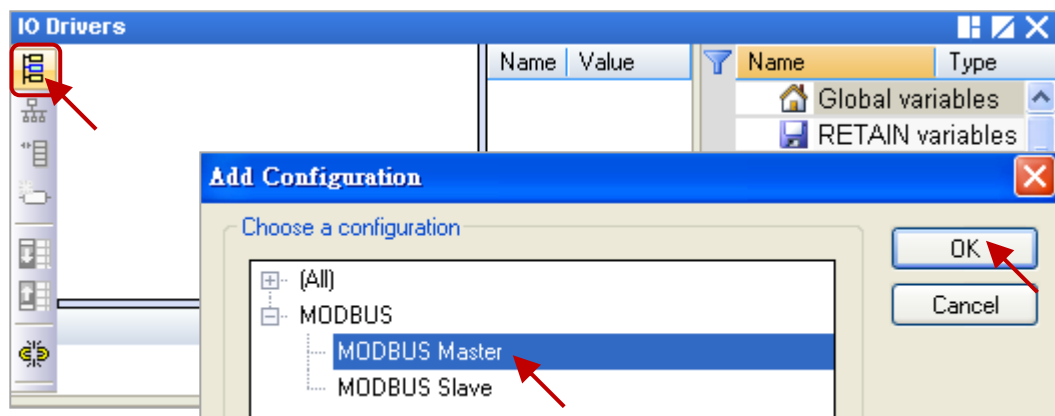 IO Drivers
Name Value
Name Type
Global variables
RETAIN variables
Add Configuration
Choose a configuration
(All)
MODBUS
MODBUS Master
MODBUS Slave
OK
Cancel